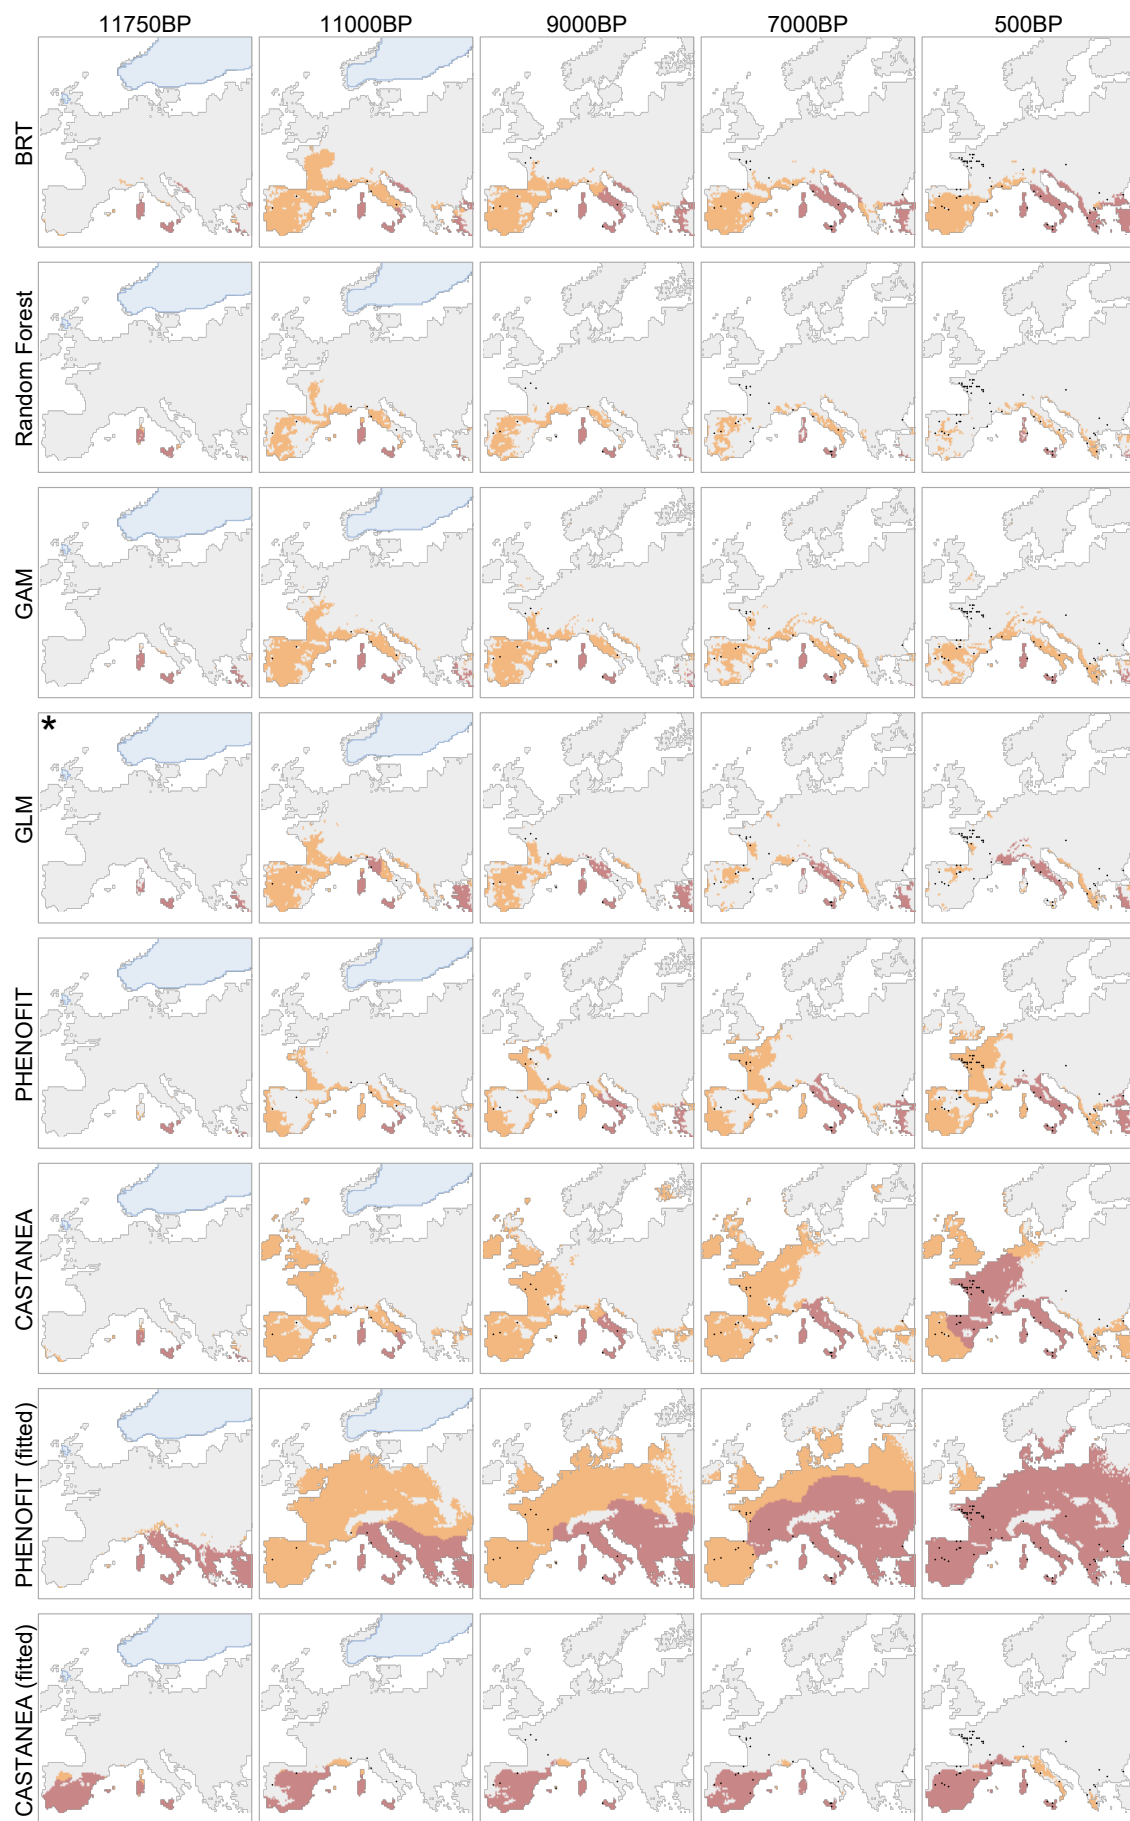 11750BP 11000BP 9000BP 7000BP 500BP
BRT
Random Forest
GAM
*
GLM
PHENOFIT
CASTANEA
PHENOFIT (fitted)
CASTANEA (fitted)